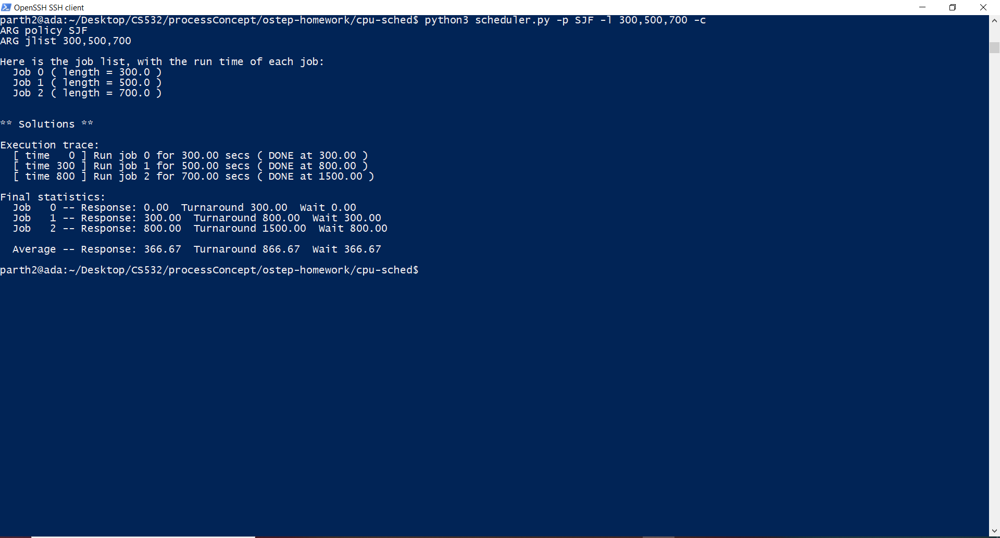 OpenSSH SSH client
parth2@ada:~/Desktop/CS532/processConcept/ostep-homework/cpu-sched$ python3 scheduler.py -p SJF -l 300,500,700 -c
ARG policy SJF
ARG jlist 300,500,700
Here is the job list, with the run time of each job:
  Job 0 ( length = 300.0 )
  Job 1 ( length = 500.0 )
  Job 2 ( length = 700.0 )
** Solutions **
Execution trace:
  [ time   0 ] Run job 0 for 300.00 secs ( DONE at 300.00 )
  [ time 300 ] Run job 1 for 500.00 secs ( DONE at 800.00 )
  [ time 800 ] Run job 2 for 700.00 secs ( DONE at 1500.00 )
Final statistics:
  Job   0 -- Response: 0.00  Turnaround 300.00  Wait 0.00
  Job   1 -- Response: 300.00  Turnaround 800.00  Wait 300.00
  Job   2 -- Response: 800.00  Turnaround 1500.00  Wait 800.00
  Average -- Response: 366.67  Turnaround 866.67  Wait 366.67
parth2@ada:~/Desktop/CS532/processConcept/ostep-homework/cpu-sched$